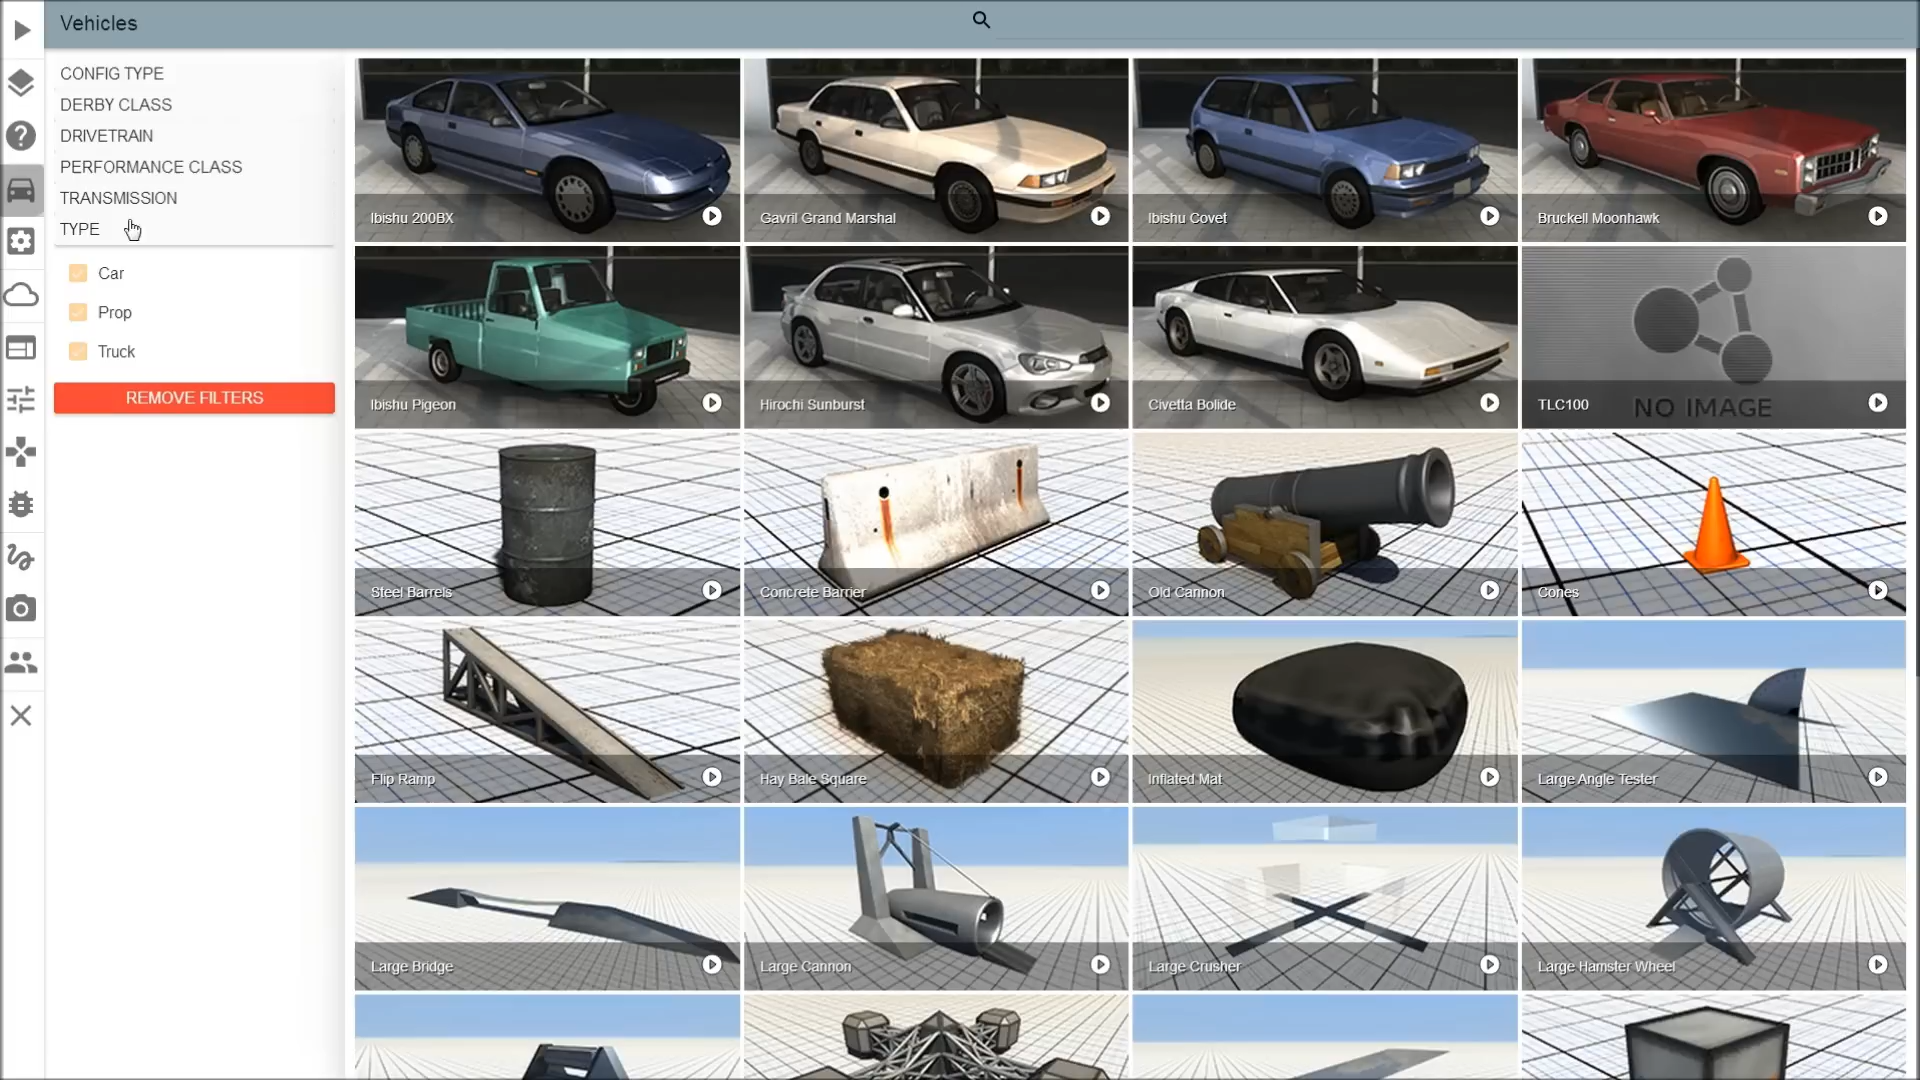 Vehicles
CONFIG TYPE
DERBY CLASS
DRIVETRAIN
PERFORMANCE CLASS
TRANSMISSION
TYPE
Car
Prop
Truck
REMOVE FILTERS
Ibishu 200BX
Gavril Grand Marshal
Ibishu Covet
Bruckell Moonhawk
Ibishu Pigeon
Hirochi Sunburst
Civetta Bolide
TLC100
NO IMAGE
Steel Barrels
Concrete Barrier
Old Cannon
Cones
Flip Ramp
Hay Bale Square
Inflated Mat
Large Angle Tester
Large Bridge
Large Cannon
Large Crusher
Large Hamster Wheel